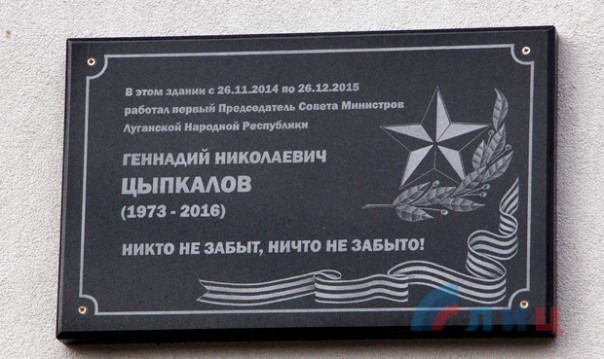 В этом здании с 26.11.2014 по 26.12.2015
работал первый Председатель Совета Министров
Луганской Народной Республики
ГЕННАДИЙ НИКОЛАЕВИЧ
ЦЫПКАЛОВ
(1973 - 2016)
НИКТО НЕ ЗАБЫТ, НИЧТО НЕ ЗАБЫТО!
ЛИЦ